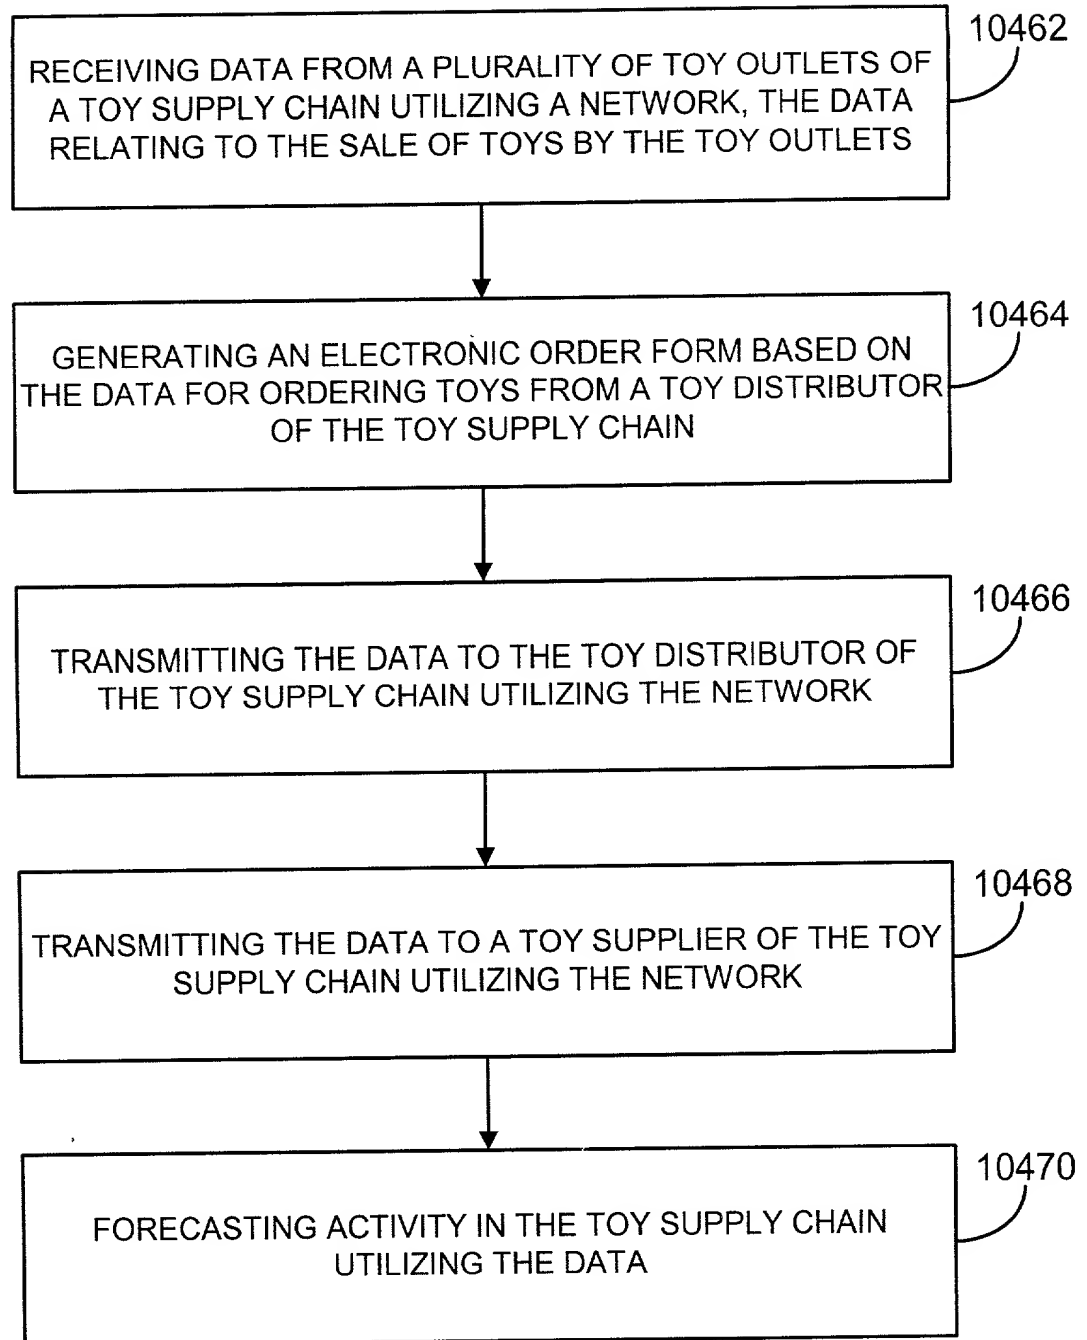 10462
RECEIVING DATA FROM A PLURALITY OF TOY OUTLETS OF
A TOY SUPPLY CHAIN UTILIZING A NETWORK, THE DATA
RELATING TO THE SALE OF TOYS BY THE TOY OUTLETS
10464
GENERATING AN ELECTRONIC ORDER FORM BASED ON
THE DATA FOR ORDERING TOYS FROM A TOY DISTRIBUTOR
OF THE TOY SUPPLY CHAIN
10466
TRANSMITTING THE DATA TO THE TOY DISTRIBUTOR OF
THE TOY SUPPLY CHAIN UTILIZING THE NETWORK
10468
TRANSMITTING THE DATA TO A TOY SUPPLIER OF THE TOY
SUPPLY CHAIN UTILIZING THE NETWORK
10470
FORECASTING ACTIVITY IN THE TOY SUPPLY CHAIN
UTILIZING THE DATA